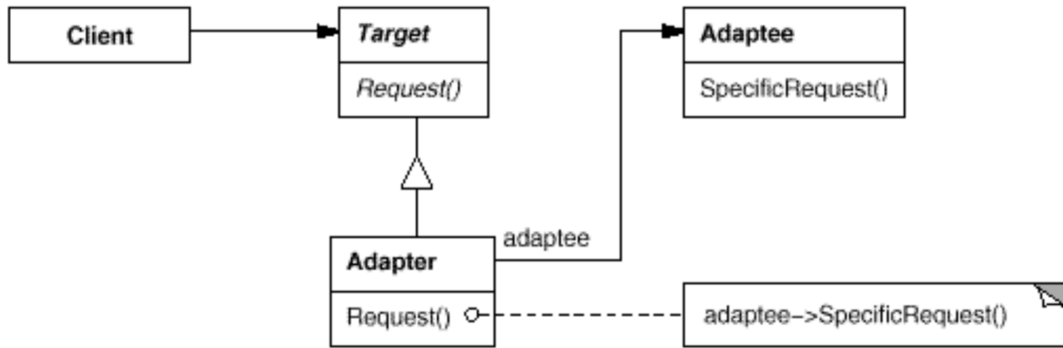 Client
Target
Request()
Adaptee
SpecificRequest()
adaptee
Adapter
Request()
adaptee−>SpecificRequest()